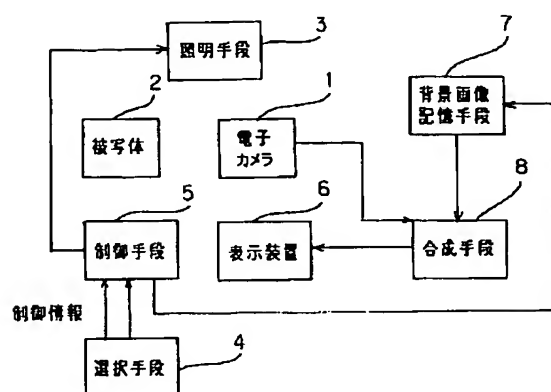 3
照明手段
7
背景画像
記憶手段
2
被写体
1
電子
カメラ
8
合成手段
5
制御手段
6
表示装置
制御情報
4
選択手段